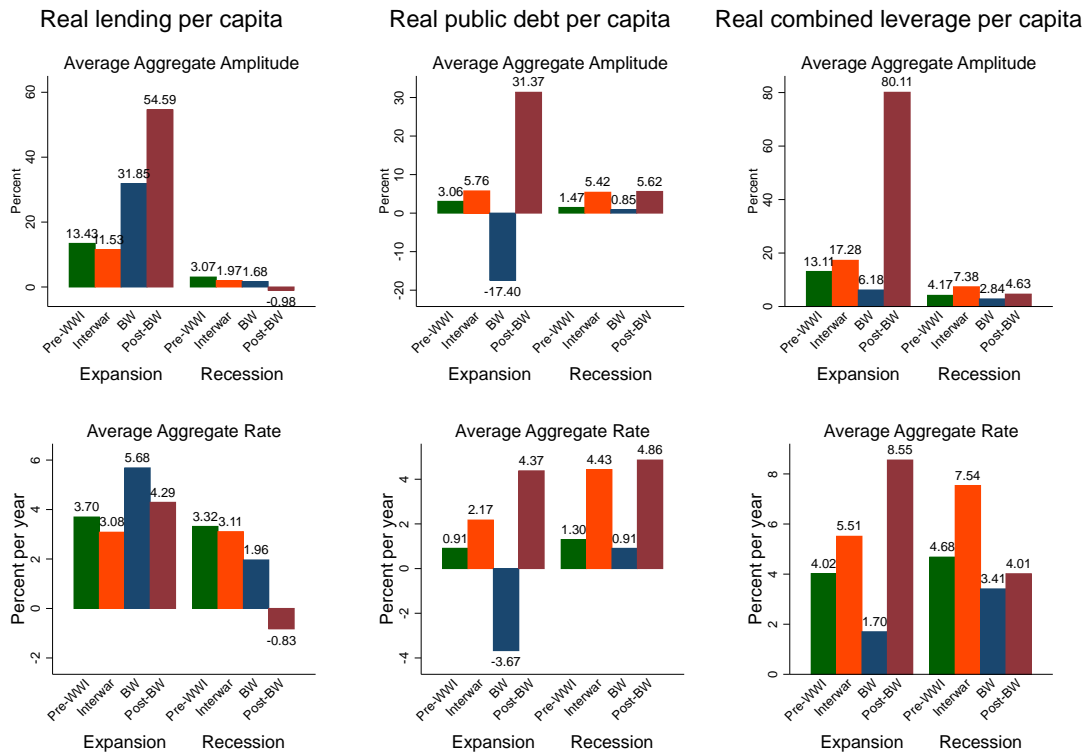 Real lending per capita
Average Aggregate Amplitude
Percent
60
40
20
0
13.43
11.53
31.85
54.59
3.07
1.97
1.68
-0.98
Pre-WWI
Interwar
BW
Post-BW
Pre-WWI
Interwar
BW
Post-BW
Expansion
Recession
Average Aggregate Rate
Percent per year
6
4
2
0
-2
3.70
3.08
5.68
4.29
3.32
3.11
1.96
-0.83
Pre-WWI
Interwar
BW
Post-BW
Pre-WWI
Interwar
BW
Post-BW
Expansion
Recession
Real public debt per capita
Average Aggregate Amplitude
Percent
30
20
10
0
-10
-20
3.06
5.76
-17.40
31.37
1.47
5.42
0.85
5.62
Pre-WWI
Interwar
BW
Post-BW
Pre-WWI
Interwar
BW
Post-BW
Expansion
Recession
Average Aggregate Rate
Percent per year
4
2
0
-2
-4
0.91
2.17
-3.67
4.37
1.30
4.43
0.91
4.86
Pre-WWI
Interwar
BW
Post-BW
Pre-WWI
Interwar
BW
Post-BW
Expansion
Recession
Real combined leverage per capita
Average Aggregate Amplitude
Percent
80
60
40
20
0
13.11
17.28
6.18
80.11
4.17
7.38
2.84
4.63
Pre-WWI
Interwar
BW
Post-BW
Pre-WWI
Interwar
BW
Post-BW
Expansion
Recession
Average Aggregate Rate
Percent per year
8
6
4
2
0
4.02
5.51
1.70
8.55
4.68
7.54
3.41
4.01
Pre-WWI
Interwar
BW
Post-BW
Pre-WWI
Interwar
BW
Post-BW
Expansion
Recession